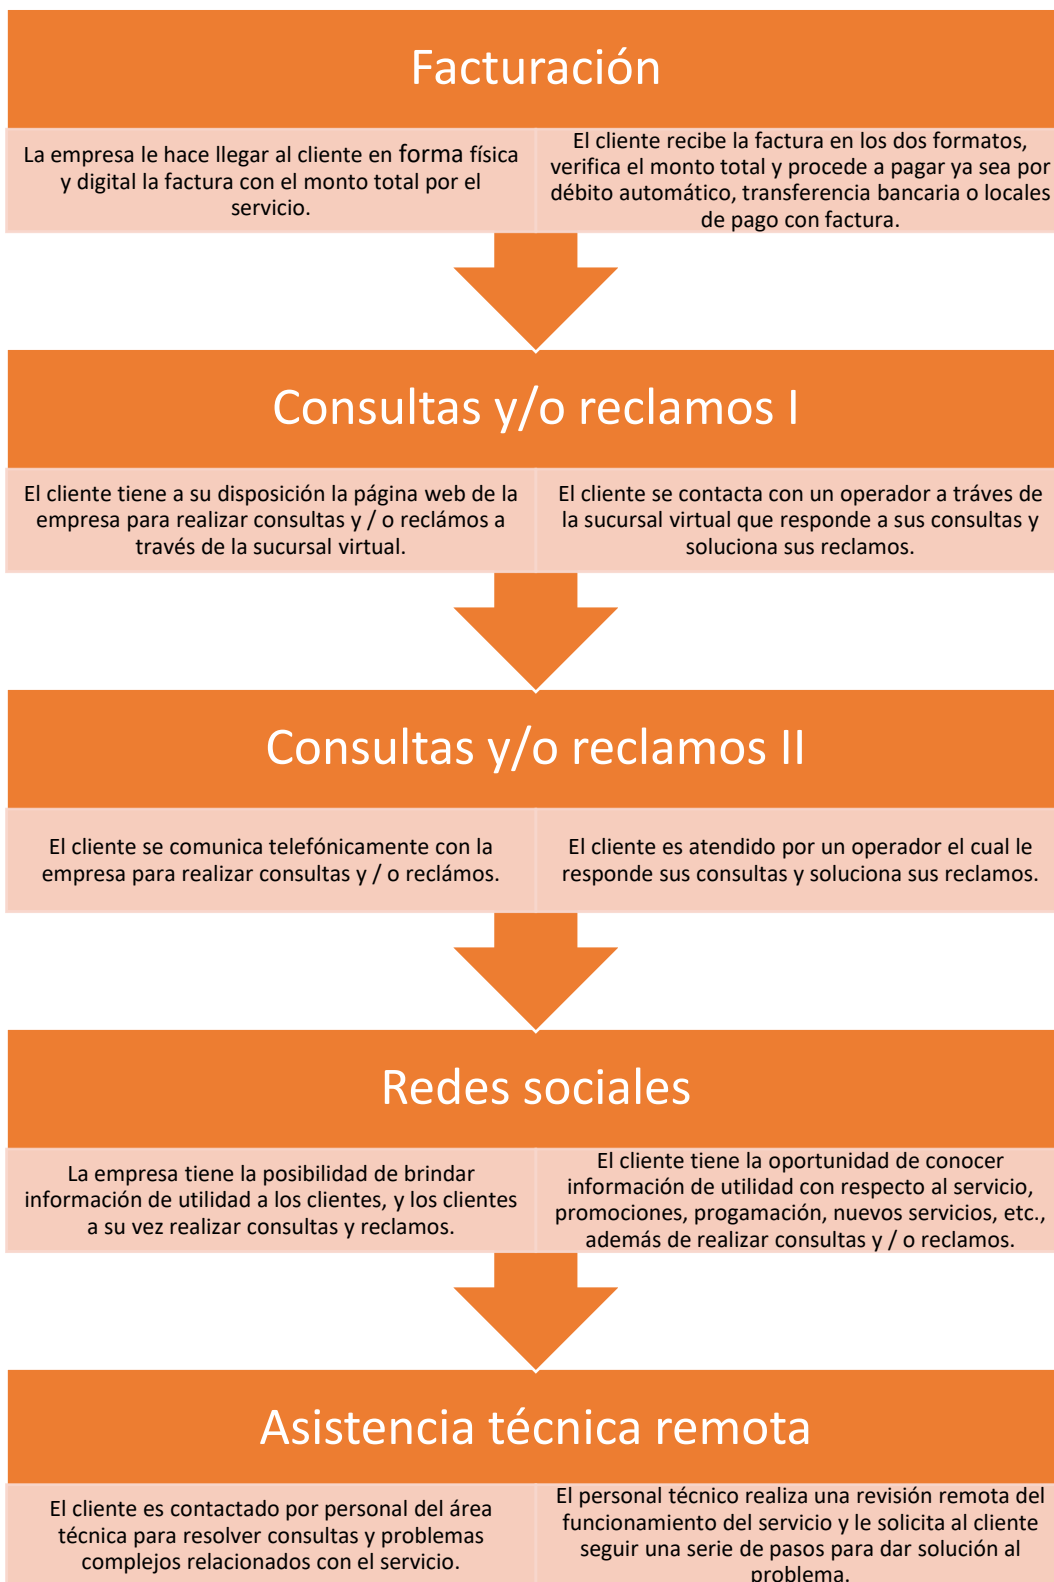 Facturación
La empresa le hace llegar al cliente en forma física
y digital la factura con el monto total por el
servicio.
El cliente recibe la factura en los dos formatos,
verifica el monto total y procede a pagar ya sea por
débito automático, transferencia bancaria o locales
de pago con factura.
Consultas y/o reclamos I
El cliente tiene a su disposición la página web de la
empresa para realizar consultas y / o reclámos a
través de la sucursal virtual.
El cliente se contacta con un operador a tráves de
la sucursal virtual que responde a sus consultas y
soluciona sus reclamos.
Consultas y/o reclamos II
El cliente se comunica telefónicamente con la
empresa para realizar consultas y / o reclámos.
El cliente es atendido por un operador el cual le
responde sus consultas y soluciona sus reclamos.
Redes sociales
La empresa tiene la posibilidad de brindar
información de utilidad a los clientes, y los clientes
a su vez realizar consultas y reclamos.
El cliente tiene la oportunidad de conocer
información de utilidad con respecto al servicio,
promociones, progamación, nuevos servicios, etc.,
además de realizar consultas y / o reclamos.
Asistencia técnica remota
El cliente es contactado por personal del área
técnica para resolver consultas y problemas
complejos relacionados con el servicio.
El personal técnico realiza una revisión remota del
funcionamiento del servicio y le solicita al cliente
seguir una serie de pasos para dar solución al
problema.